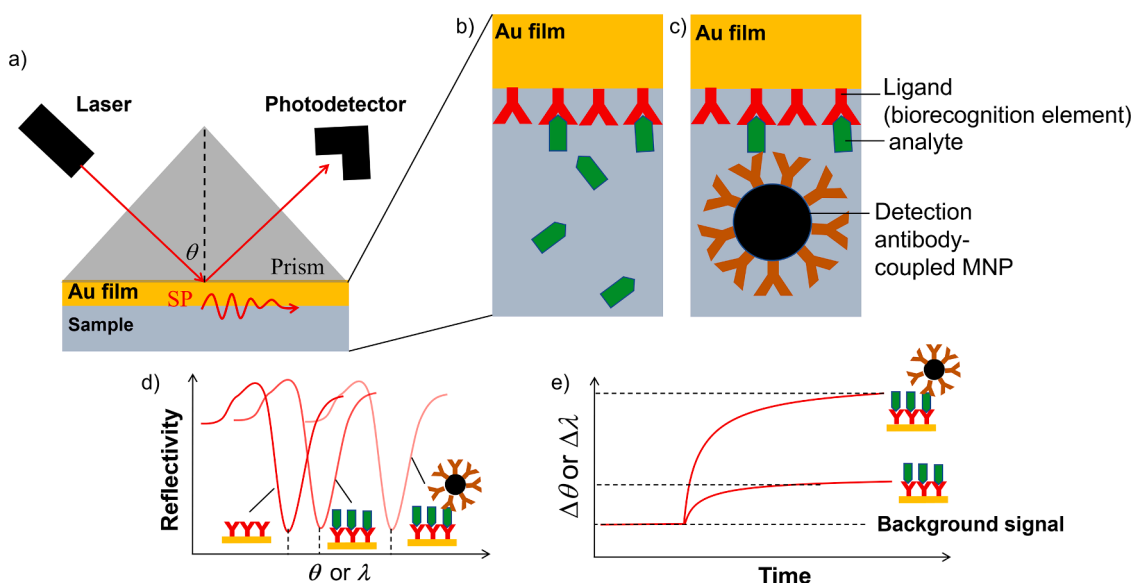 a)
Laser
Photodetector
θ
Prism
Au film
SP
Sample
b)
Au film
c)
Au film
Ligand
(biorecognition element)
analyte
Detection
antibody-
coupled MNP
d)
Reflectivity
θ or λ
e)
Δθ or Δλ
Background signal
Time